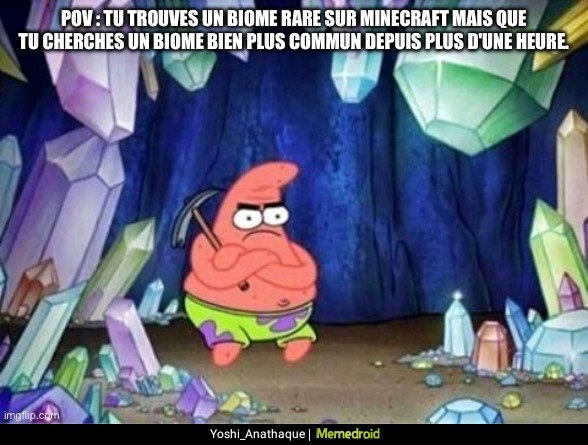 POV : TU TROUVES UN BIOME RARE SUR MINECRAFT MAIS QUE
TU CHERCHES UN BIOME BIEN PLUS COMMUN DEPUIS PLUS D'UNE HEURE.
imgflip.com
Yoshi_Anathaque | Memedroid